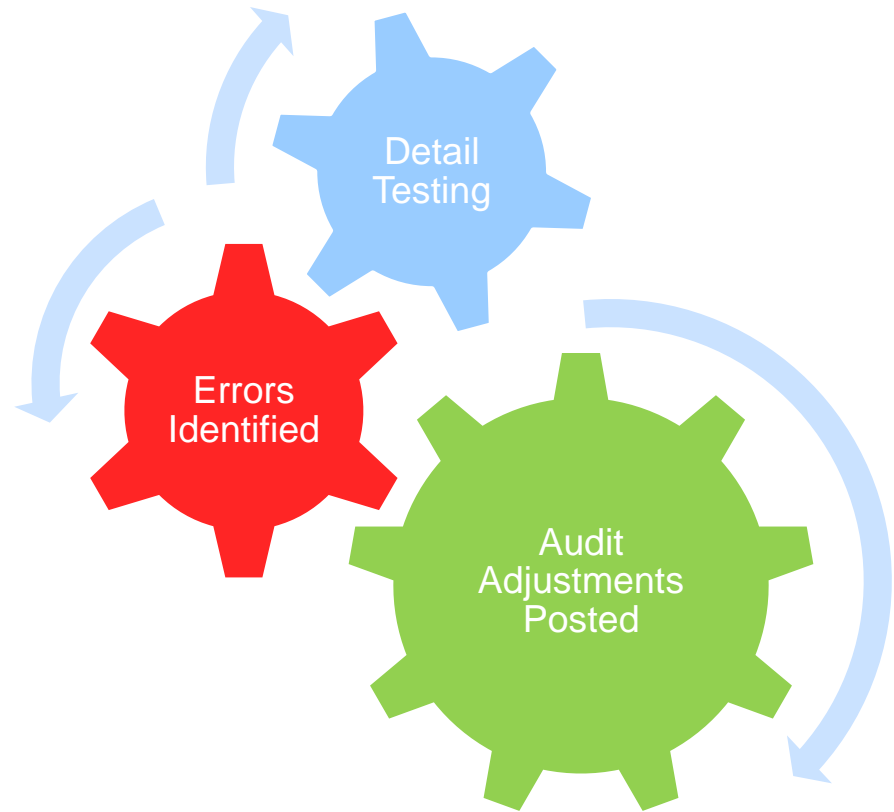 Detail
Testing
Errors
Identified
Audit
Adjustments
Posted